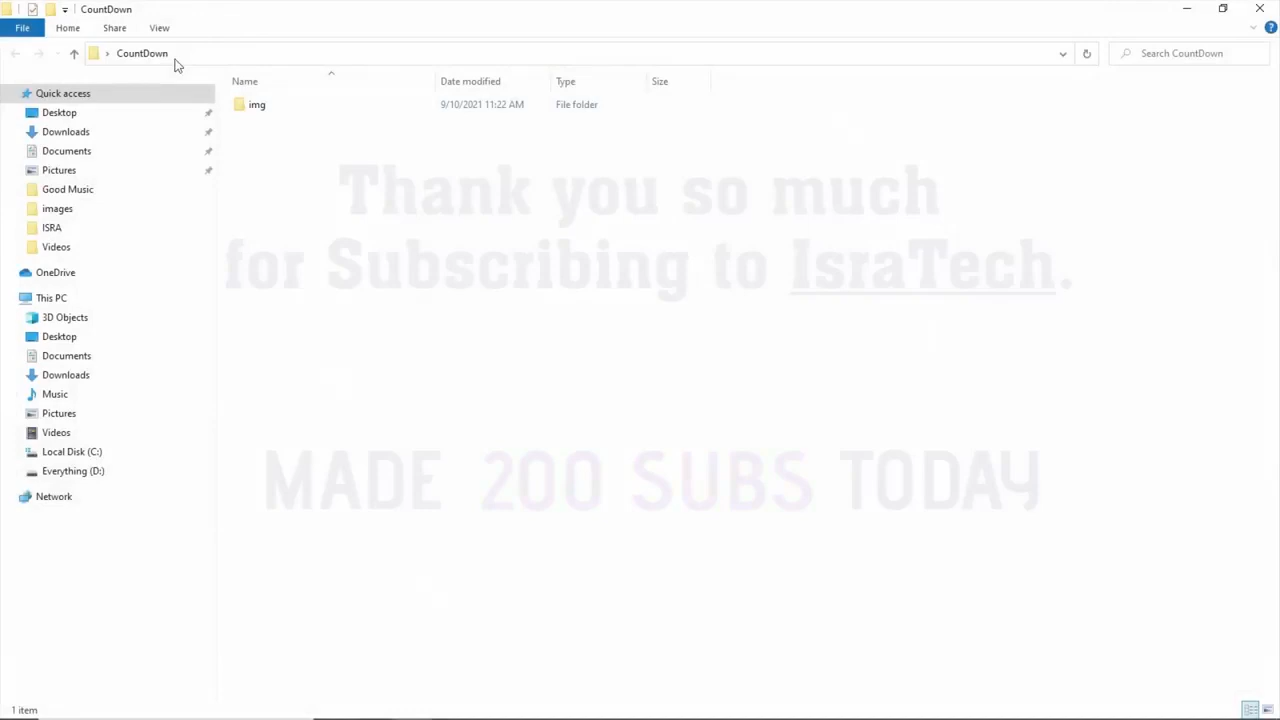 CountDown
File
Home
Share
View
CountDown
Search CountDown
Name
Date modified
Type
Size
img
9/10/2021 11:22 AM
File folder
Quick access
Desktop
Downloads
Documents
Pictures
Good Music
images
ISRA
Videos
OneDrive
This PC
3D Objects
Desktop
Documents
Downloads
Music
Pictures
Videos
Local Disk (C:)
Everything (D:)
Network
Thank you so much
for Subscribing to IsraTech.
MADE 200 SUBS TODAY
1 item